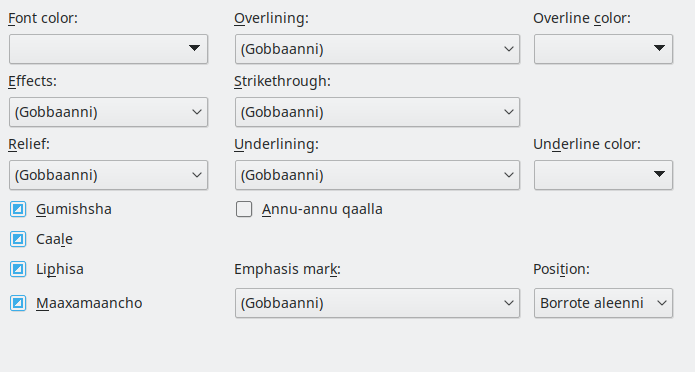 Font color: Overlining: Overline color:
(Gobbaanni)
Effects: Strikethrough:
(Gobbaanni) (Gobbaanni)
Relief: Underlining: Underline color:
(Gobbaanni) (Gobbaanni)
Gumishsha Annu-annu qaalla
Caale
Liphisa Emphasis mark: Position:
Maaxamaancho (Gobbaanni) Borrote aleenni